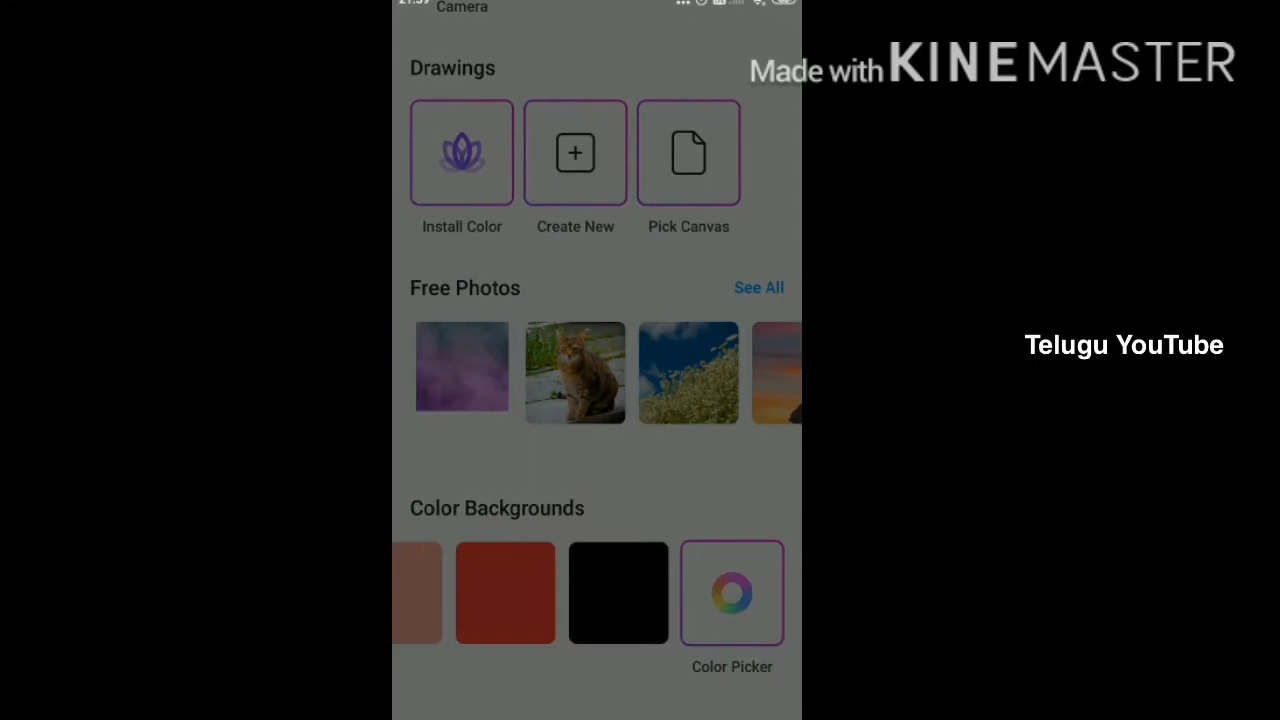 Camera
Made with KINEMASTER
Drawings
Install Color
Create New
Pick Canvas
Free Photos
See All
Telugu YouTube
Color Backgrounds
Color Picker